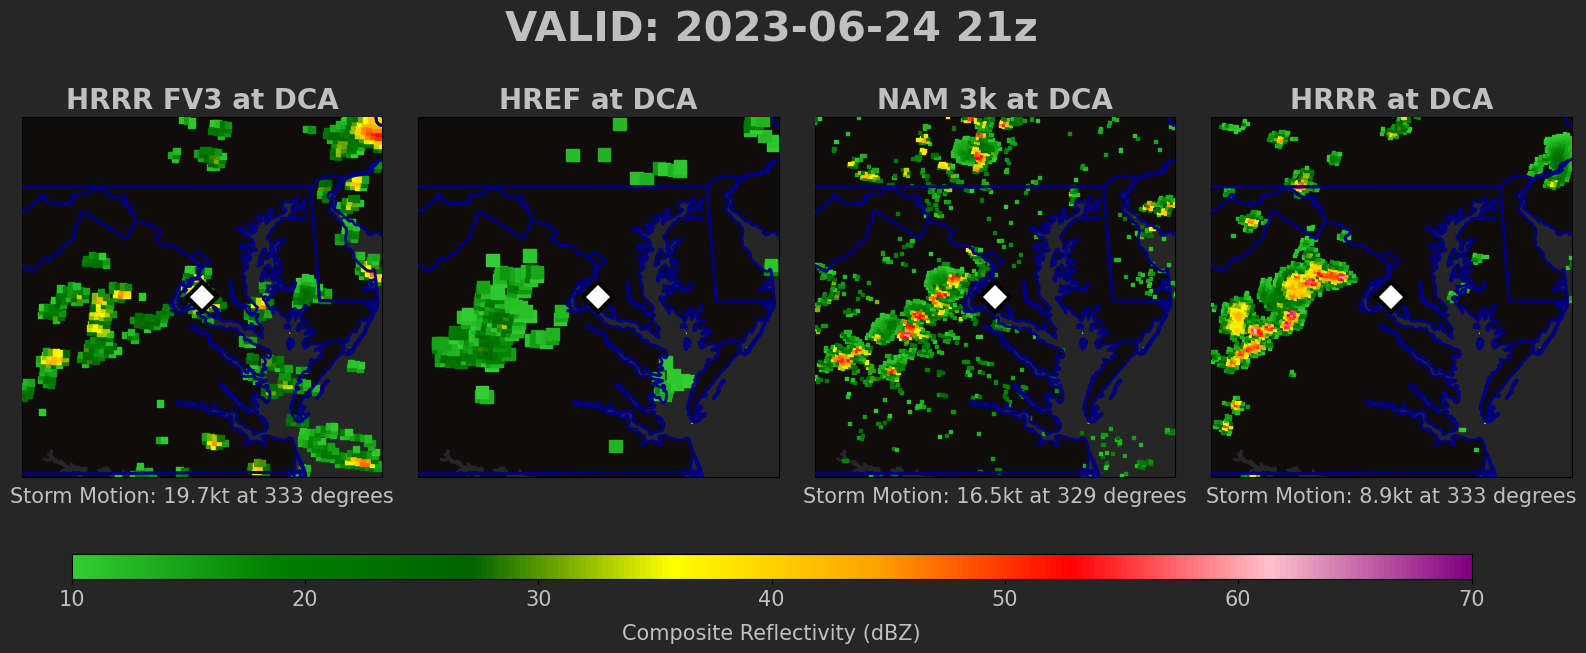 VALID: 2023-06-24 21z
HRRR FV3 at DCA
HREF at DCA
NAM 3k at DCA
HRRR at DCA
Storm Motion: 19.7kt at 333 degrees
Storm Motion: 16.5kt at 329 degrees
Storm Motion: 8.9kt at 333 degrees
10 20 30 40 50 60 70
Composite Reflectivity (dBZ)